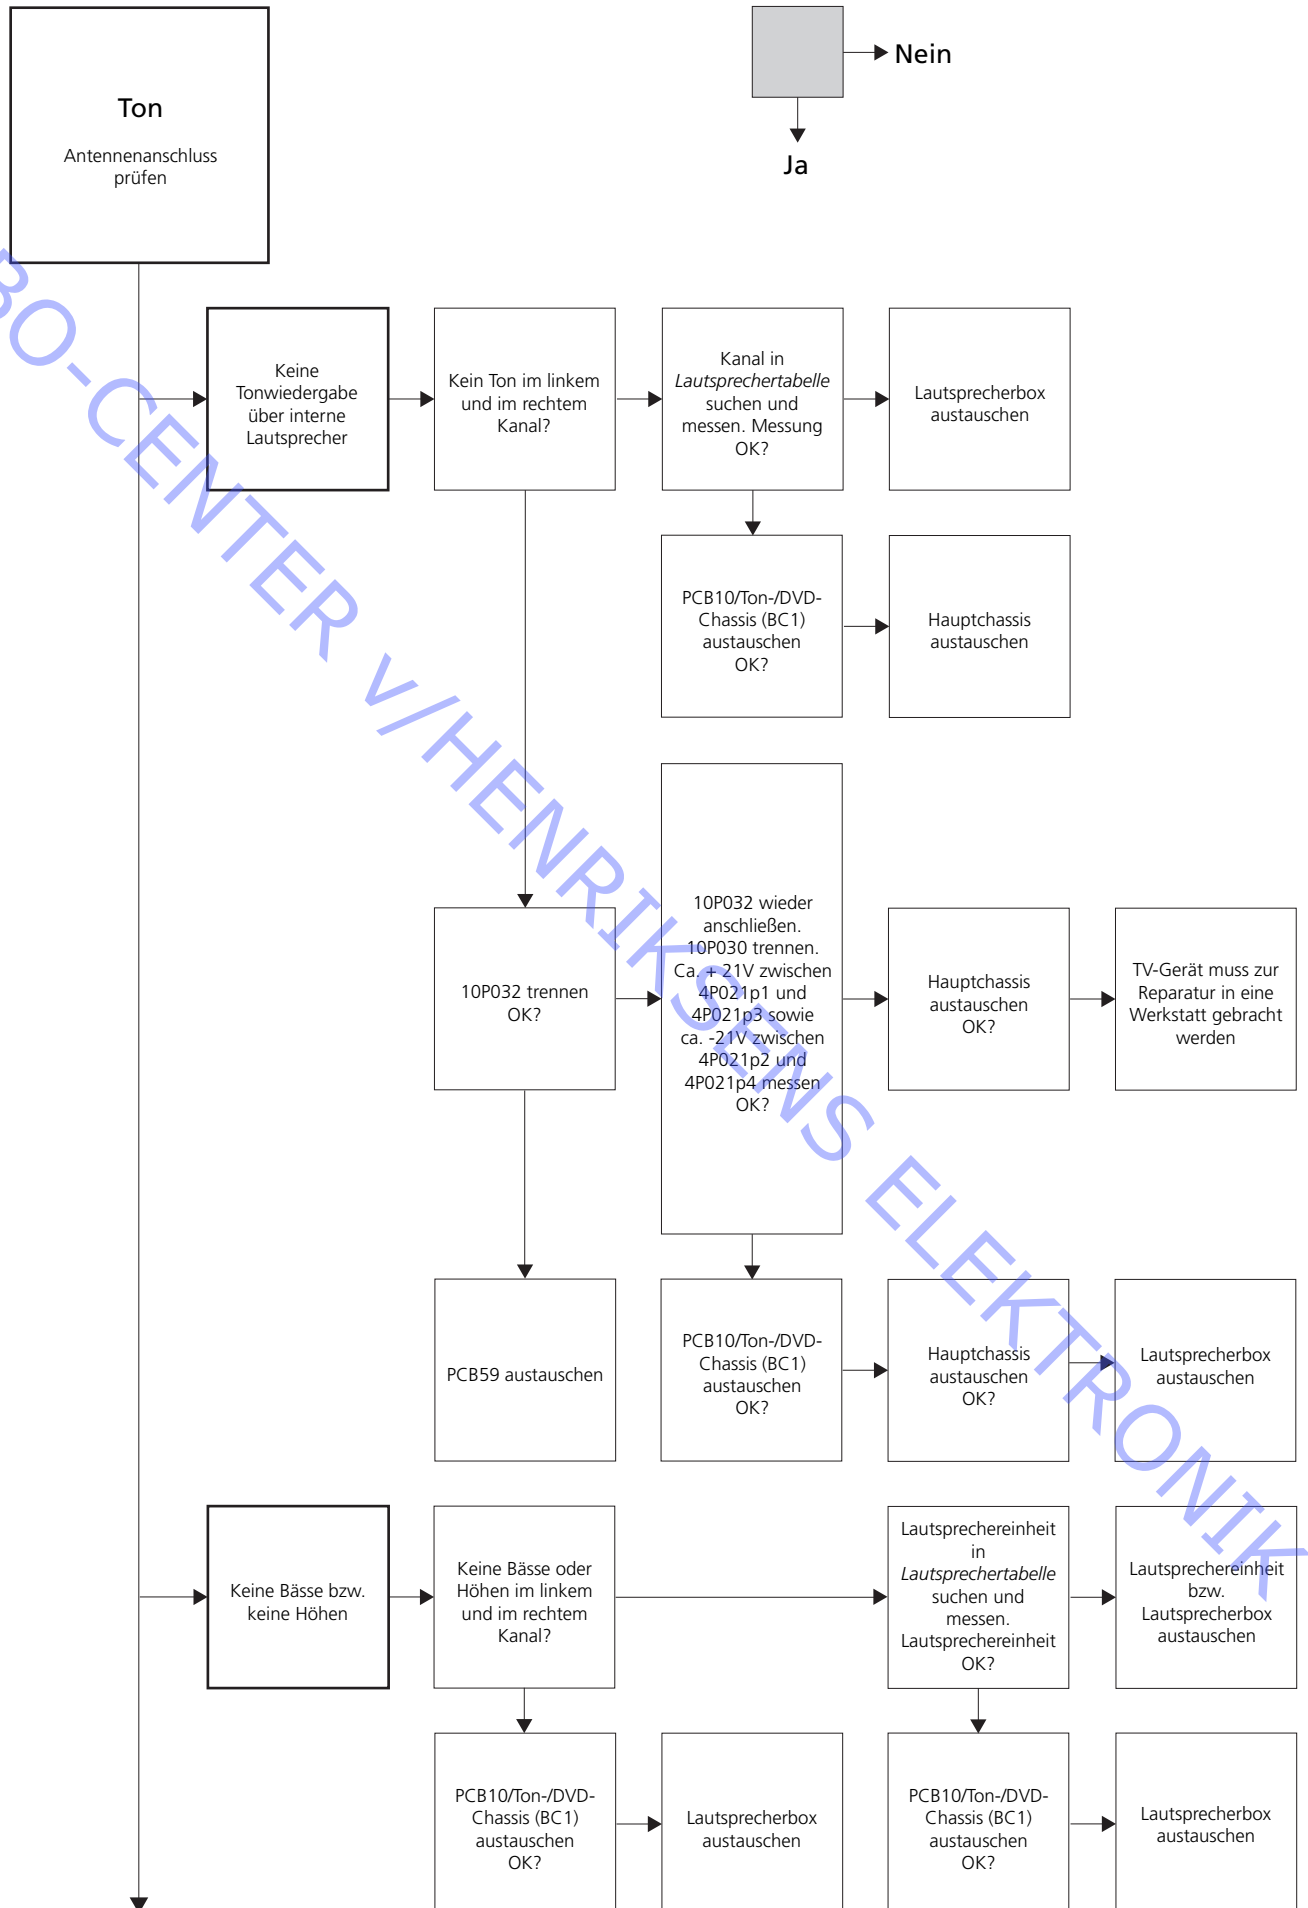 Ton
Antennenanschluss
prüfen
Nein
Ja
Keine
Tonwiedergabe
über interne
Lautsprecher
Kein Ton im linkem
und im rechtem
Kanal?
Kanal in
Lautsprechertabelle
suchen und
messen. Messung
OK?
Lautsprecherbox
austauschen
PCB10/Ton-/DVD-
Chassis (BC1)
austauschen
OK?
Hauptchassis
austauschen
10P032 trennen
OK?
10P032 wieder
anschließen.
10P030 trennen.
Ca. + 21V zwischen
4P021p1 und
4P021p3 sowie
ca. -21V zwischen
4P021p2 und
4P021p4 messen
OK?
Hauptchassis
austauschen
OK?
TV-Gerät muss zur
Reparatur in eine
Werkstatt gebracht
werden
PCB59 austauschen
PCB10/Ton-/DVD-
Chassis (BC1)
austauschen
OK?
Hauptchassis
austauschen
OK?
Lautsprecherbox
austauschen
Keine Bässe bzw.
keine Höhen
Keine Bässe oder
Höhen im linkem
und im rechtem
Kanal?
Lautsprechereinheit
in
Lautsprechertabelle
suchen und
messen.
Lautsprechereinheit
OK?
Lautsprechereinheit
bzw.
Lautsprecherbox
austauschen
PCB10/Ton-/DVD-
Chassis (BC1)
austauschen
OK?
Lautsprecherbox
austauschen
PCB10/Ton-/DVD-
Chassis (BC1)
austauschen
OK?
Lautsprecherbox
austauschen
BO-CENTER v/HENRIKSENS ELEKTRONIK